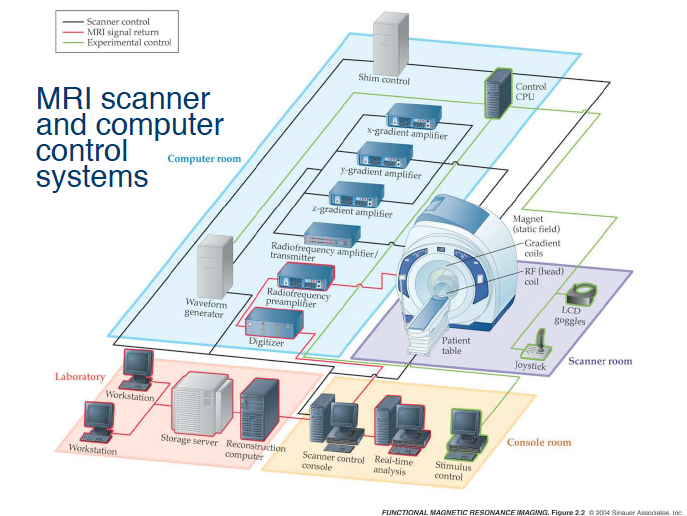 Scanner control
MRI signal return
Experimental control
MRI scanner
and computer
control
systems
Computer room
Shim control
Control
CPU
x-gradient amplifier
y-gradient amplifier
z-gradient amplifier
Radiofrequency amplifier/
transmitter
Radiofrequency
preamplifier
Waveform
generator
Digitizer
Magnet
(static field)
Gradient
coils
RF (head)
coil
LCD
goggles
Patient
table
Joystick
Scanner room
Laboratory
Workstation
Workstation
Storage server
Reconstruction
computer
Scanner control
console
Real-time
analysis
Stimulus
control
Console room
FUNCTIONAL MAGNETIC RESONANCE IMAGING, Figure 2.2 © 2004 Sinauer Associates, Inc.